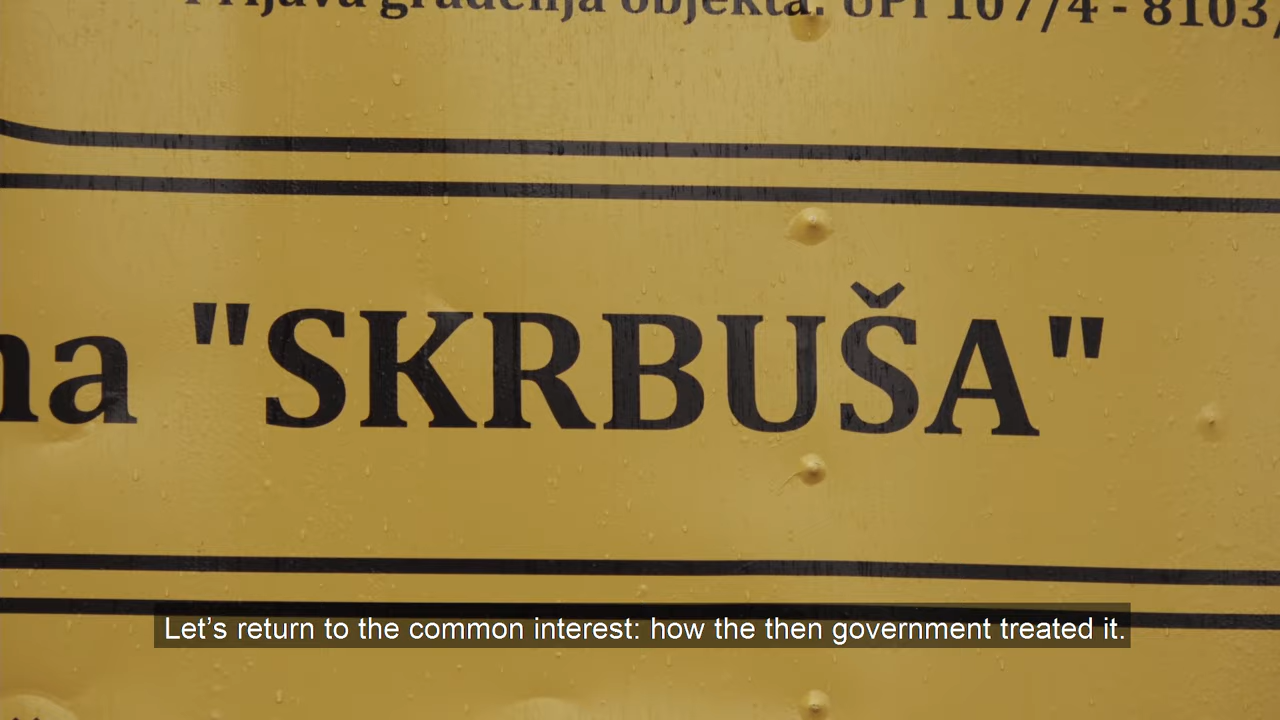 Prijava građenja objekta: UPI 107/4 - 8103/
na "SKRBUŠA"
Let's return to the common interest: how the then government treated it.